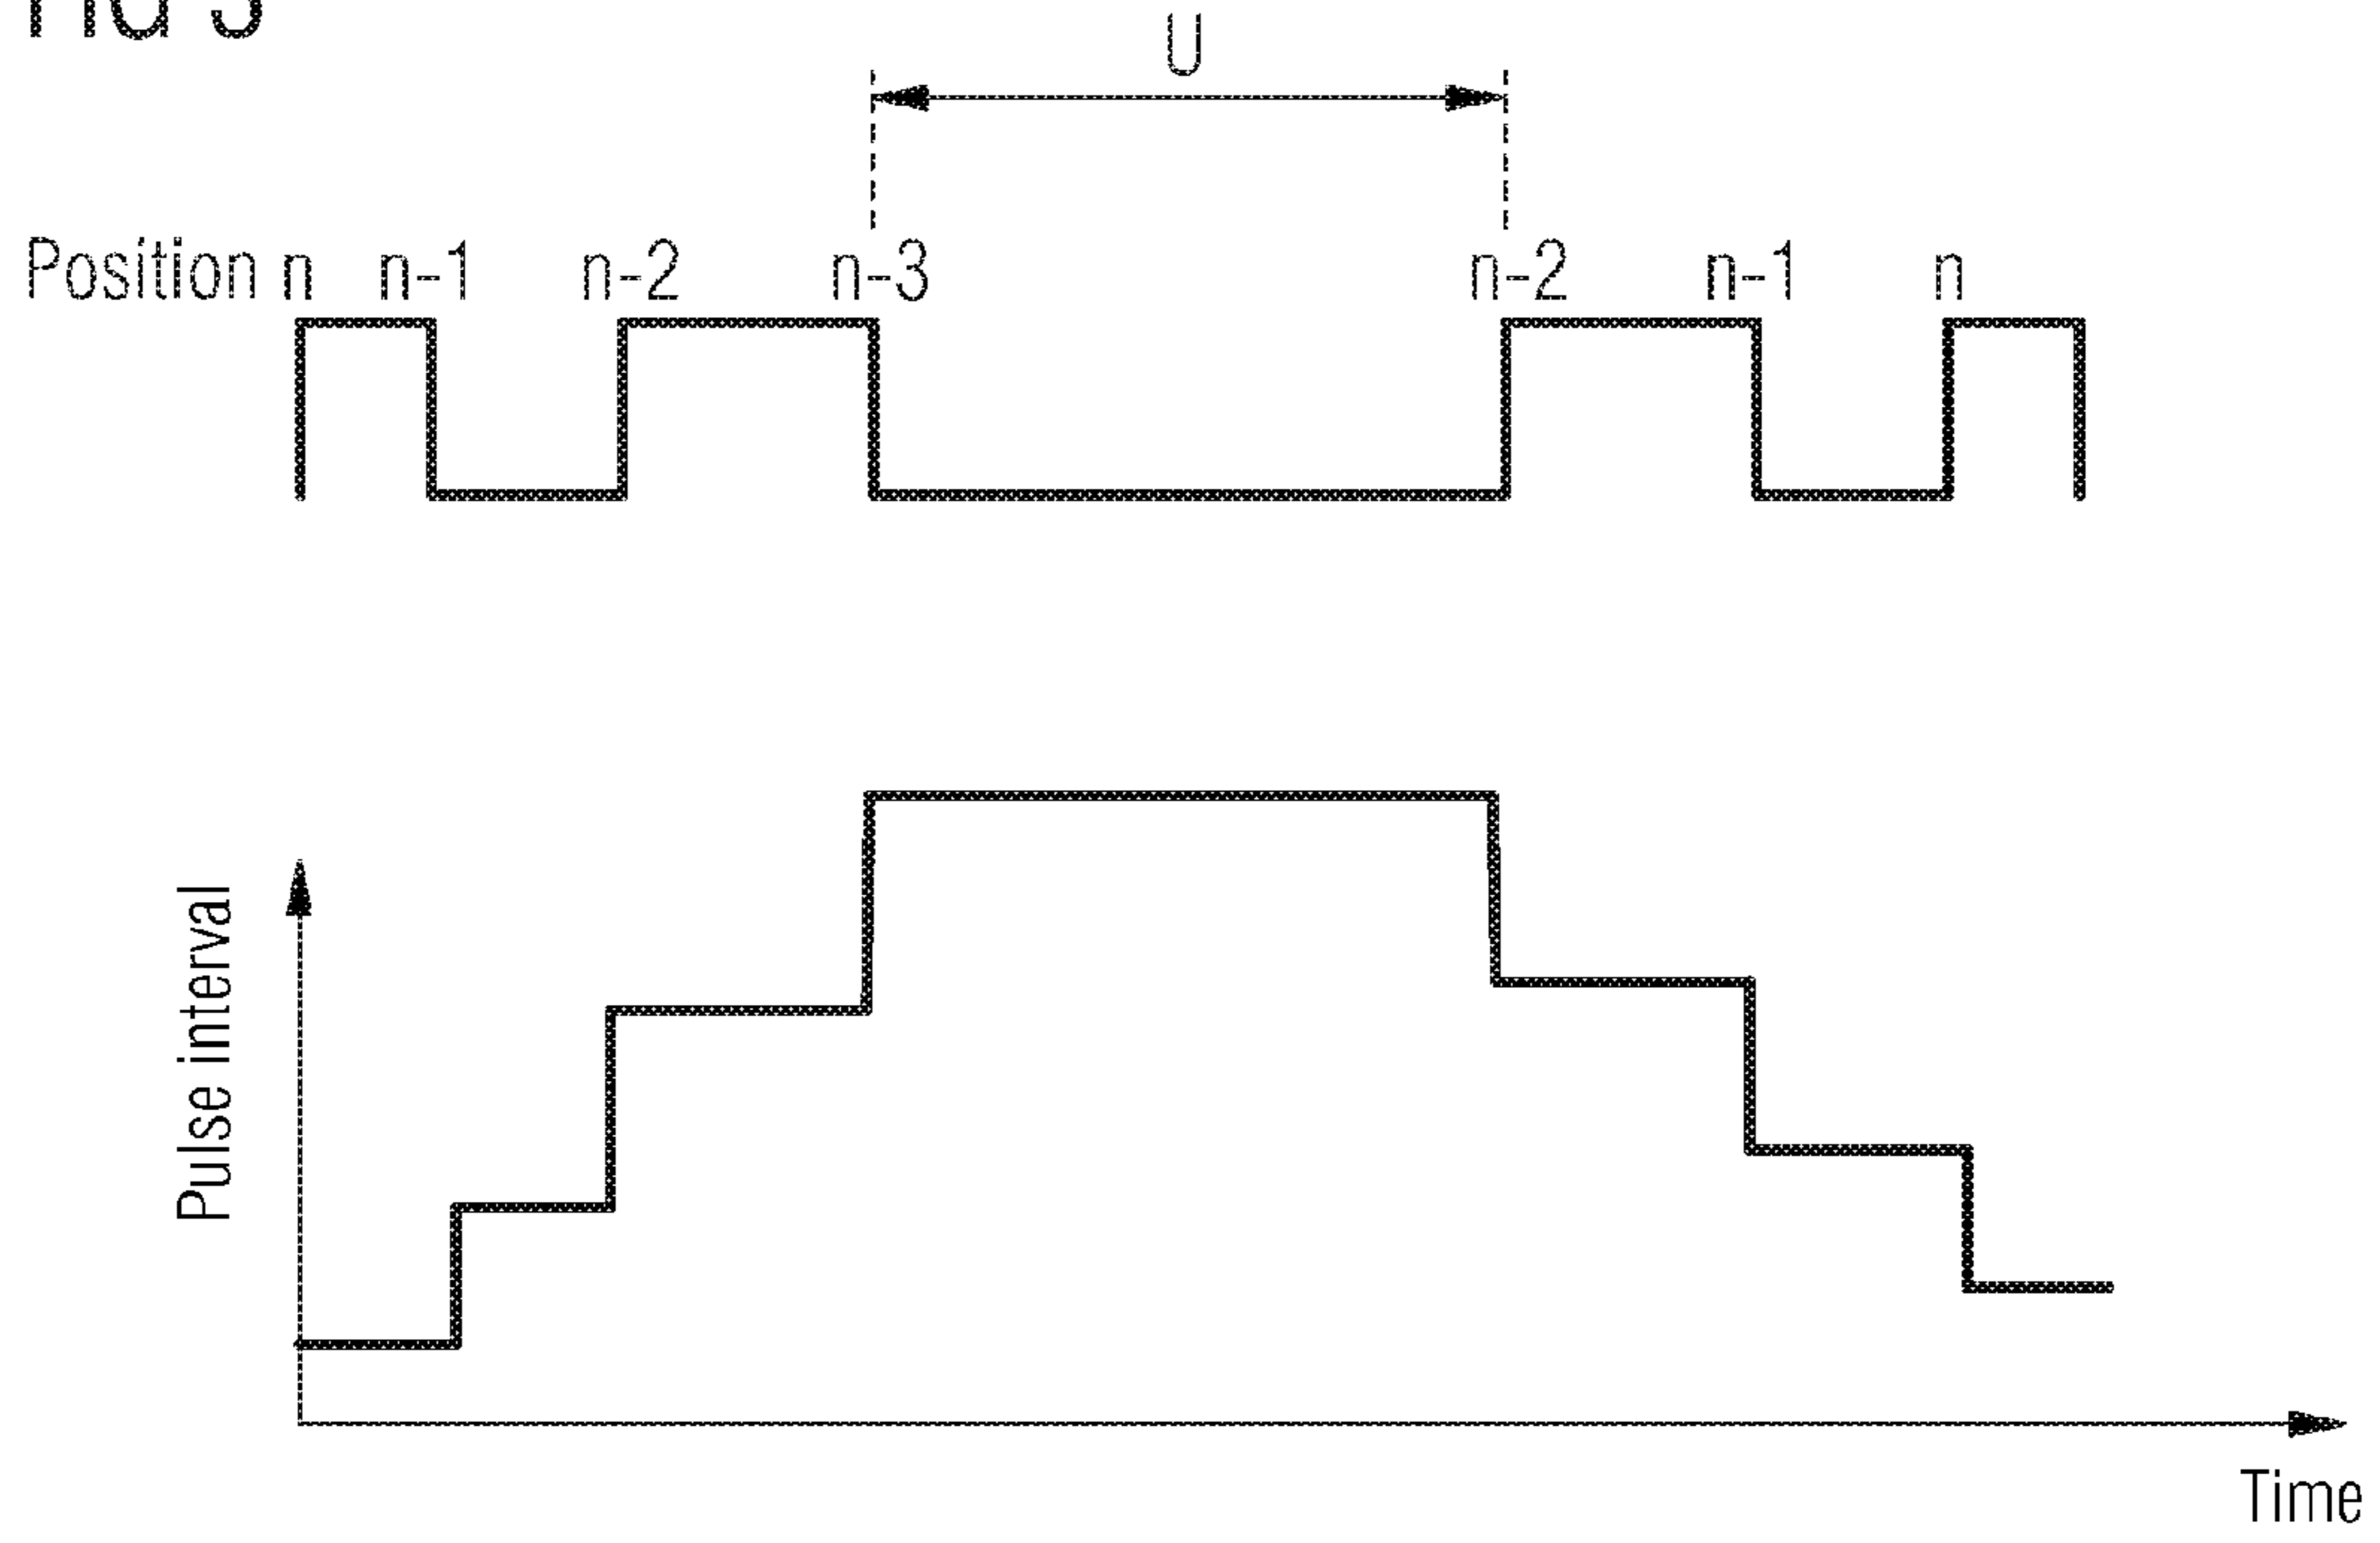 U
Position n n-1 n-2 n-3 n-2 n-1 n
Pulse interval
Time